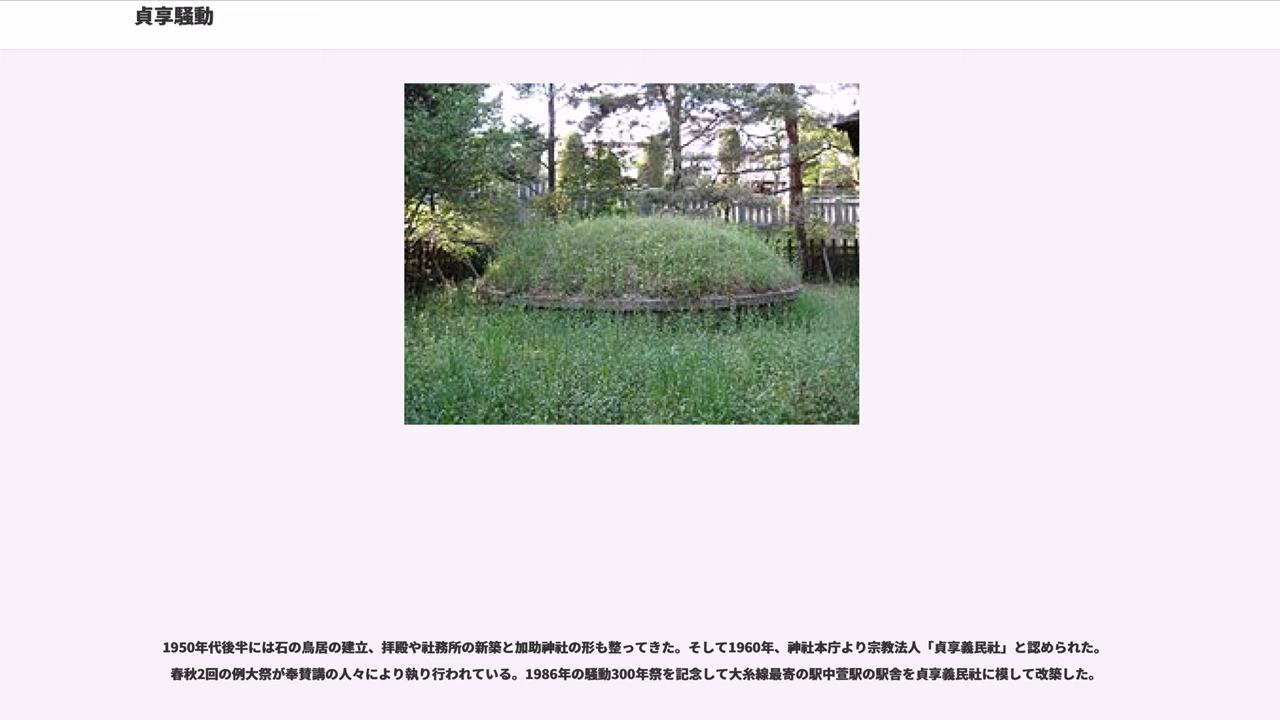 貞享騒動
1950年代後半には石の鳥居の建立、拝殿や社務所の新築と加助神社の形も整ってきた。そして1960年、神社本庁より宗教法人「貞享義民社」と認められた。
春秋2回の例大祭が奉賛講の人々により執り行われている。1986年の騒動300年祭を記念して大糸線最寄の駅中萱駅の駅舎を貞享義民社に模して改築した。